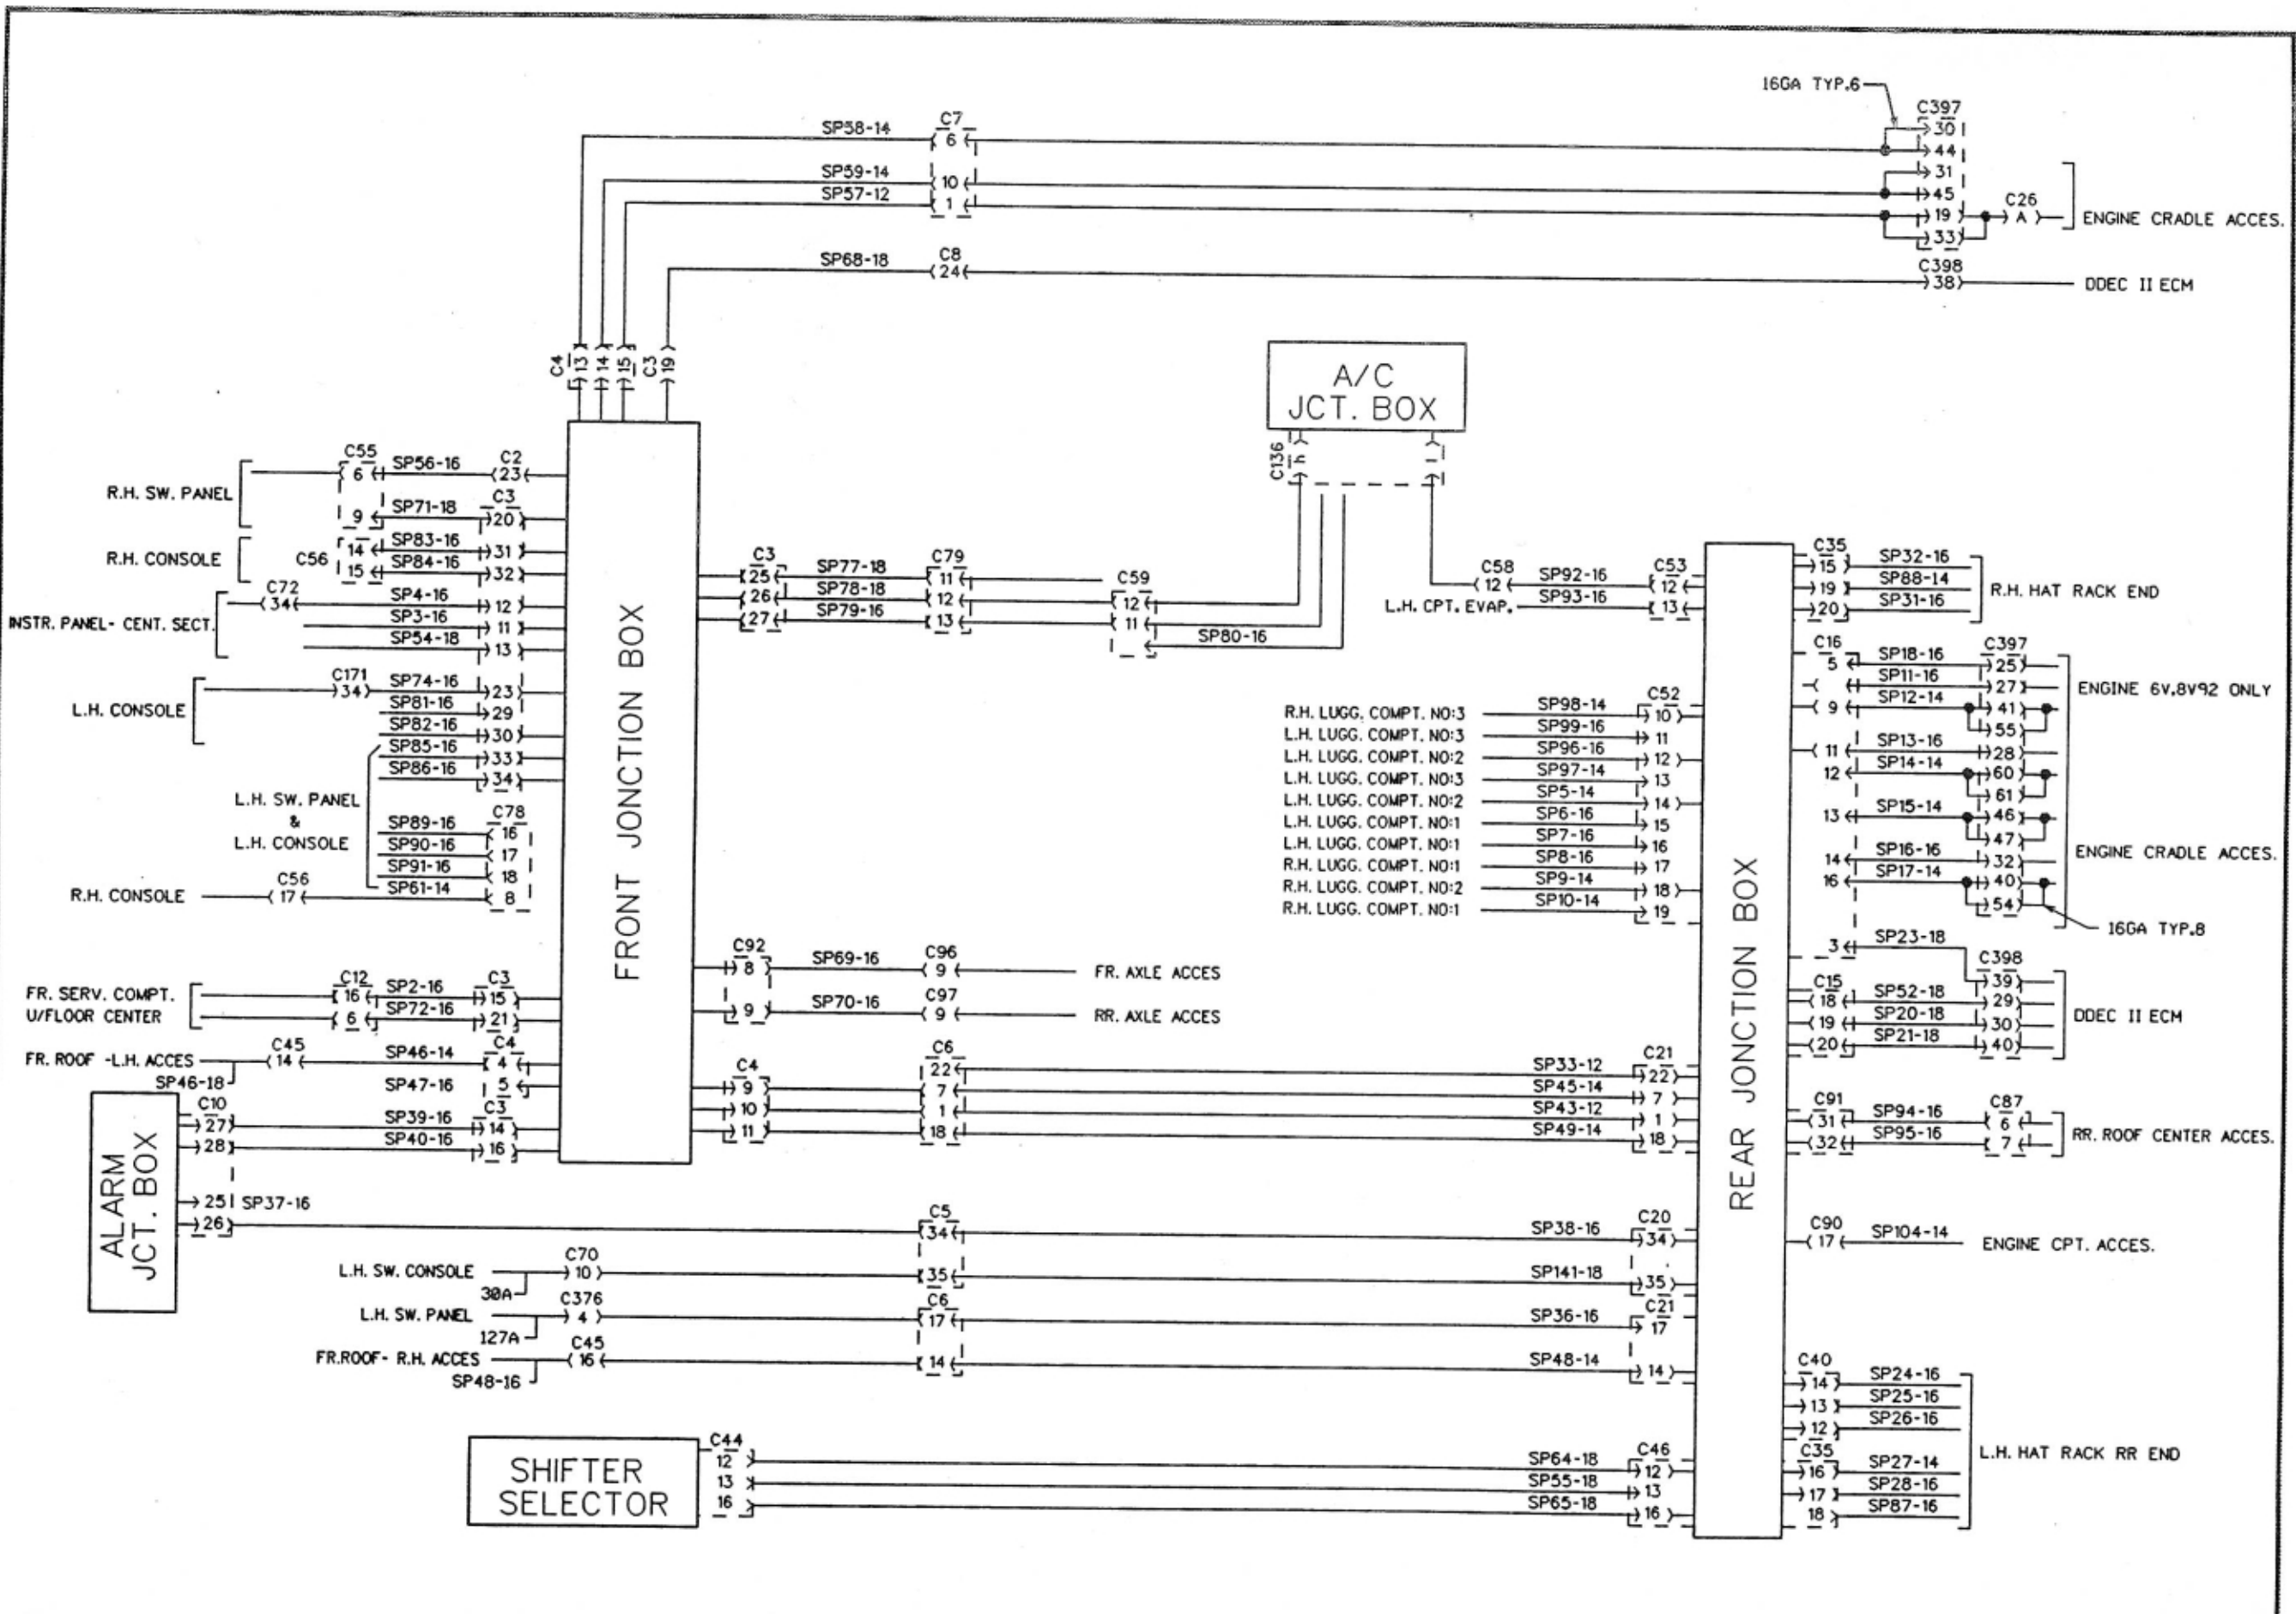 16GA TYP.6
C397
30
44
31
45
19
33
C26
A
ENGINE CRADLE ACCES.
SP58-14
C7
6
SP59-14
10
SP57-12
1
SP68-18
C8
24
C398
38
DDEC II ECM
C4
13
14
15
C3
19
A/C
JCT. BOX
C136
h
FRONT JONCTION BOX
R.H. SW. PANEL
C55
6
SP56-16
C2
23
9
SP71-18
C3
20
R.H. CONSOLE
C56
14
SP83-16
31
15
SP84-16
32
INSTR. PANEL- CENT. SECT.
C72
34
SP4-16
12
SP3-16
11
SP54-18
13
L.H. CONSOLE
C171
34
SP74-16
23
SP81-16
29
SP82-16
30
SP85-16
33
SP86-16
34
L.H. SW. PANEL
&
L.H. CONSOLE
C78
SP89-16
16
SP90-16
17
SP91-16
18
SP61-14
8
R.H. CONSOLE
C56
17
FR. SERV. COMPT.
U/FLOOR CENTER
C12
16
SP2-16
C3
15
6
SP72-16
21
FR. ROOF -L.H. ACCES
SP46-18
C45
14
SP46-14
C4
4
SP47-16
5
ALARM
JCT. BOX
C10
27
SP39-16
C3
14
28
SP40-16
16
25
SP37-16
26
C3
25
SP77-18
C79
11
26
SP78-18
12
27
SP79-16
13
C59
12
11
SP80-16
C58
12
SP92-16
C53
12
L.H. CPT. EVAP.
SP93-16
13
R.H. LUGG. COMPT. NO:3
SP98-14
C52
10
L.H. LUGG. COMPT. NO:3
SP99-16
11
L.H. LUGG. COMPT. NO:2
SP96-16
12
L.H. LUGG. COMPT. NO:3
SP97-14
13
L.H. LUGG. COMPT. NO:2
SP5-14
14
L.H. LUGG. COMPT. NO:1
SP6-16
15
L.H. LUGG. COMPT. NO:1
SP7-16
16
R.H. LUGG. COMPT. NO:1
SP8-16
17
R.H. LUGG. COMPT. NO:2
SP9-14
18
R.H. LUGG. COMPT. NO:1
SP10-14
19
C92
8
SP69-16
C96
9
FR. AXLE ACCES
9
SP70-16
C97
9
RR. AXLE ACCES
C4
9
10
11
C6
22
7
1
18
SP33-12
C21
22
SP45-14
7
SP43-12
1
SP49-14
18
C5
34
SP38-16
C20
34
L.H. SW. CONSOLE
30A
C70
10
35
SP141-18
35
L.H. SW. PANEL
127A
C376
4
C6
17
SP36-16
C21
17
FR.ROOF- R.H. ACCES
SP48-16
C45
16
14
SP48-14
14
SHIFTER
SELECTOR
C44
12
SP64-18
C46
12
13
SP55-18
13
16
SP65-18
16
REAR JONCTION BOX
C35
15
SP32-16
19
SP88-14
20
SP31-16
R.H. HAT RACK END
C16
5
SP18-16
C397
25
SP11-16
27
9
SP12-14
41
55
ENGINE 6V,8V92 ONLY
11
SP13-16
28
12
SP14-14
60
61
13
SP15-14
46
47
14
SP16-16
32
16
SP17-14
40
54
ENGINE CRADLE ACCES.
16GA TYP.8
3
SP23-18
C398
39
C15
18
SP52-18
29
19
SP20-18
30
20
SP21-18
40
DDEC II ECM
C91
31
SP94-16
C87
6
32
SP95-16
7
RR. ROOF CENTER ACCES.
C90
17
SP104-14
ENGINE CPT. ACCES.
C40
14
SP24-16
13
SP25-16
12
SP26-16
C35
16
SP27-14
17
SP28-16
18
SP87-16
L.H. HAT RACK RR END